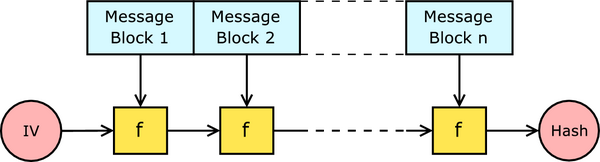 Message
Block 1
Message
Block 2
Message
Block n
IV
f
f
f
Hash